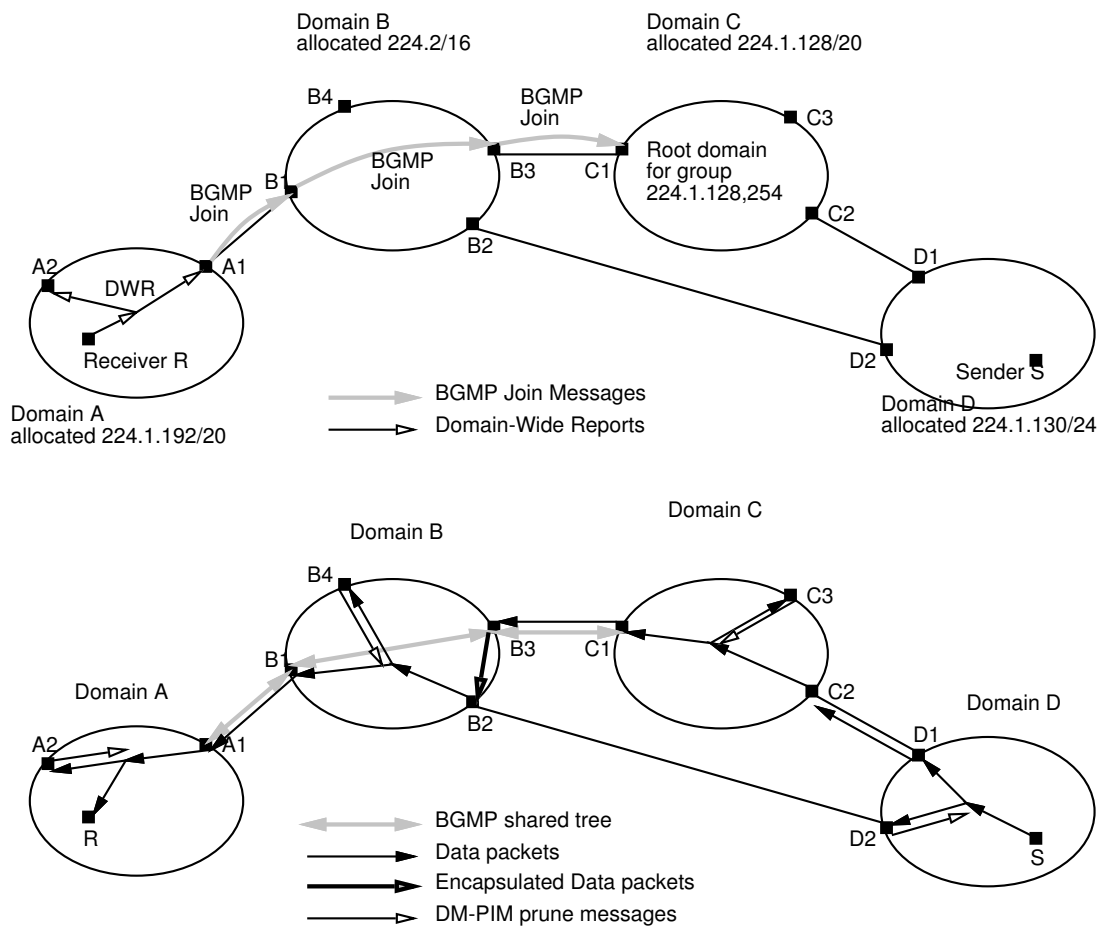 Domain B
allocated 224.2/16
Domain C
allocated 224.1.128/20
B4
BGMP
Join
C3
BGMP
Join
B3
C1
Root domain
for group
224.1.128,254
B1
BGMP
Join
C2
B2
A2
A1
D1
DWR
Receiver R
D2
Sender S
BGMP Join Messages
Domain-Wide Reports
Domain A
allocated 224.1.192/20
Domain D
allocated 224.1.130/24
Domain B
Domain C
B4
C3
B1
B3
C1
Domain A
C2
Domain D
B2
A2
A1
D1
R
D2
S
BGMP shared tree
Data packets
Encapsulated Data packets
DM-PIM prune messages